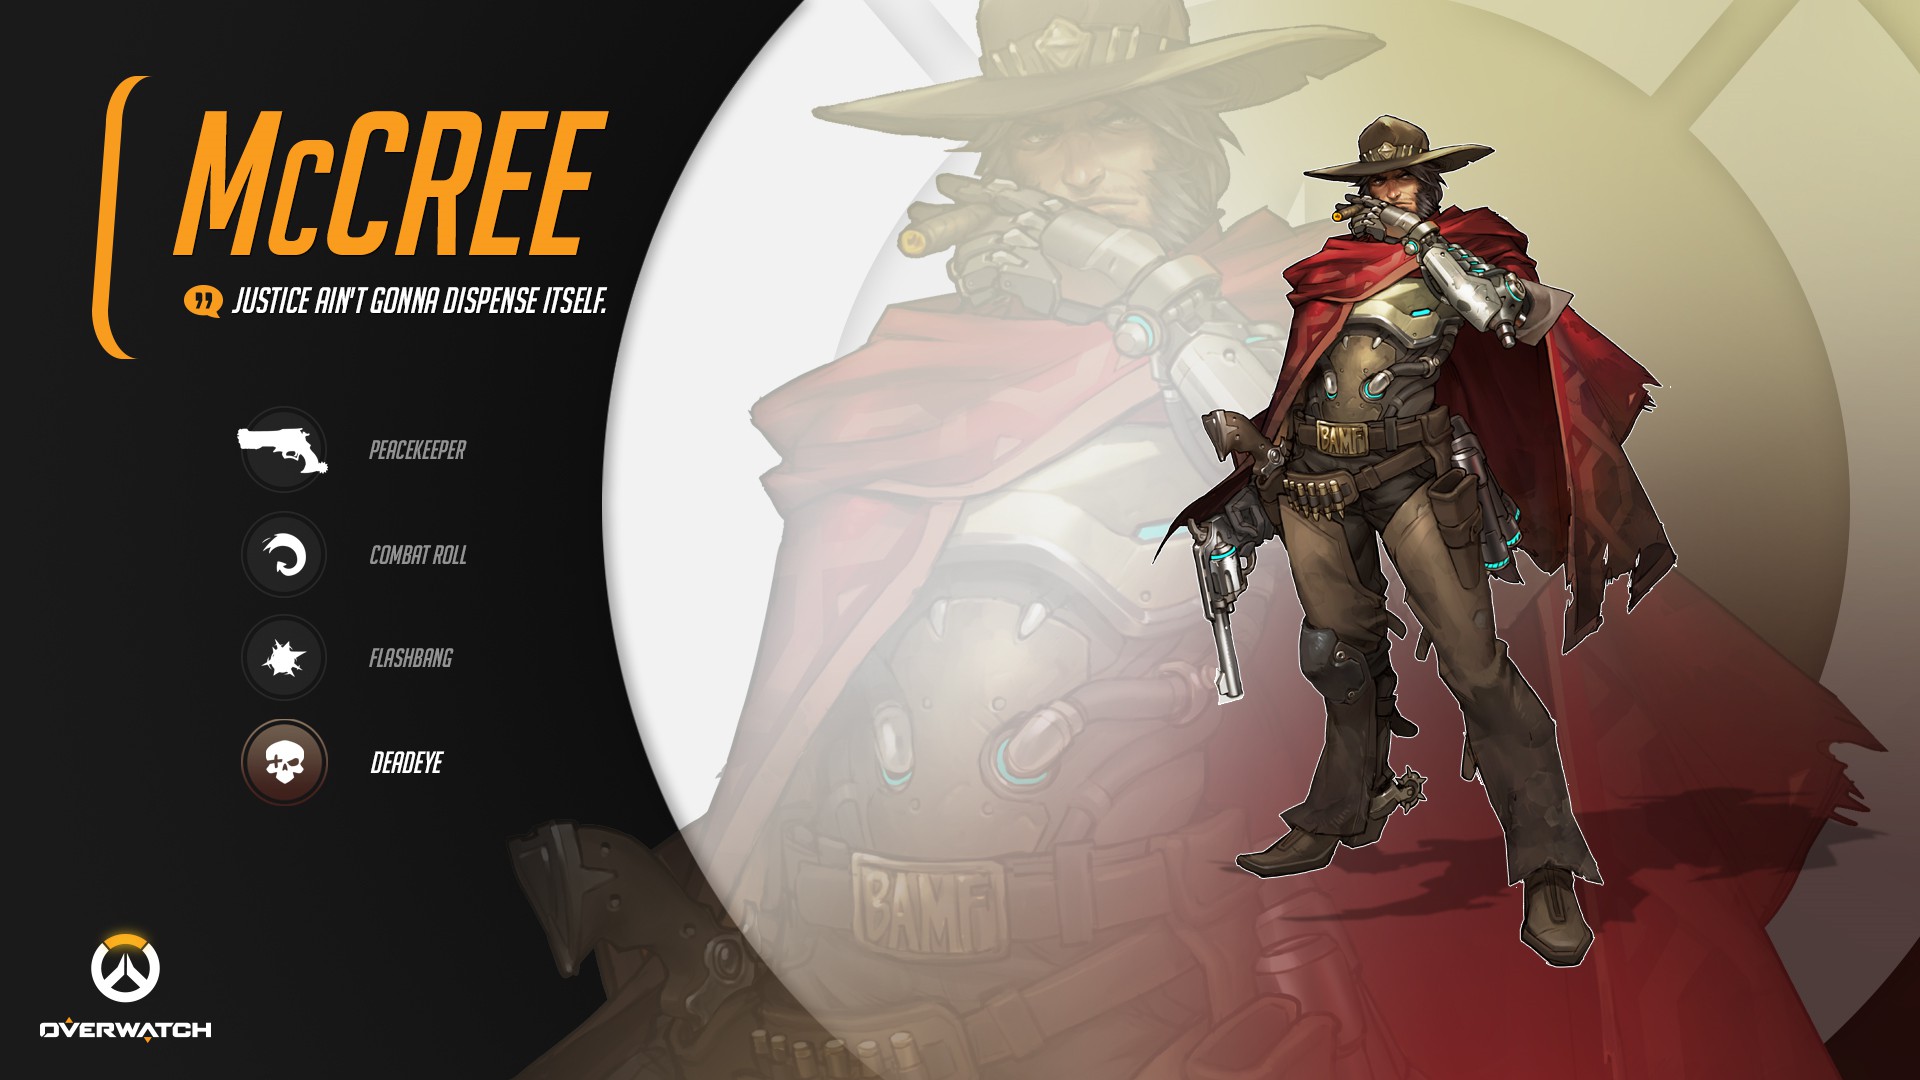 McCREE
JUSTICE AIN'T GONNA DISPENSE ITSELF.
PEACEKEEPER
COMBAT ROLL
FLASHBANG
DEADEYE
BAMF
BAMF
OVERWATCH